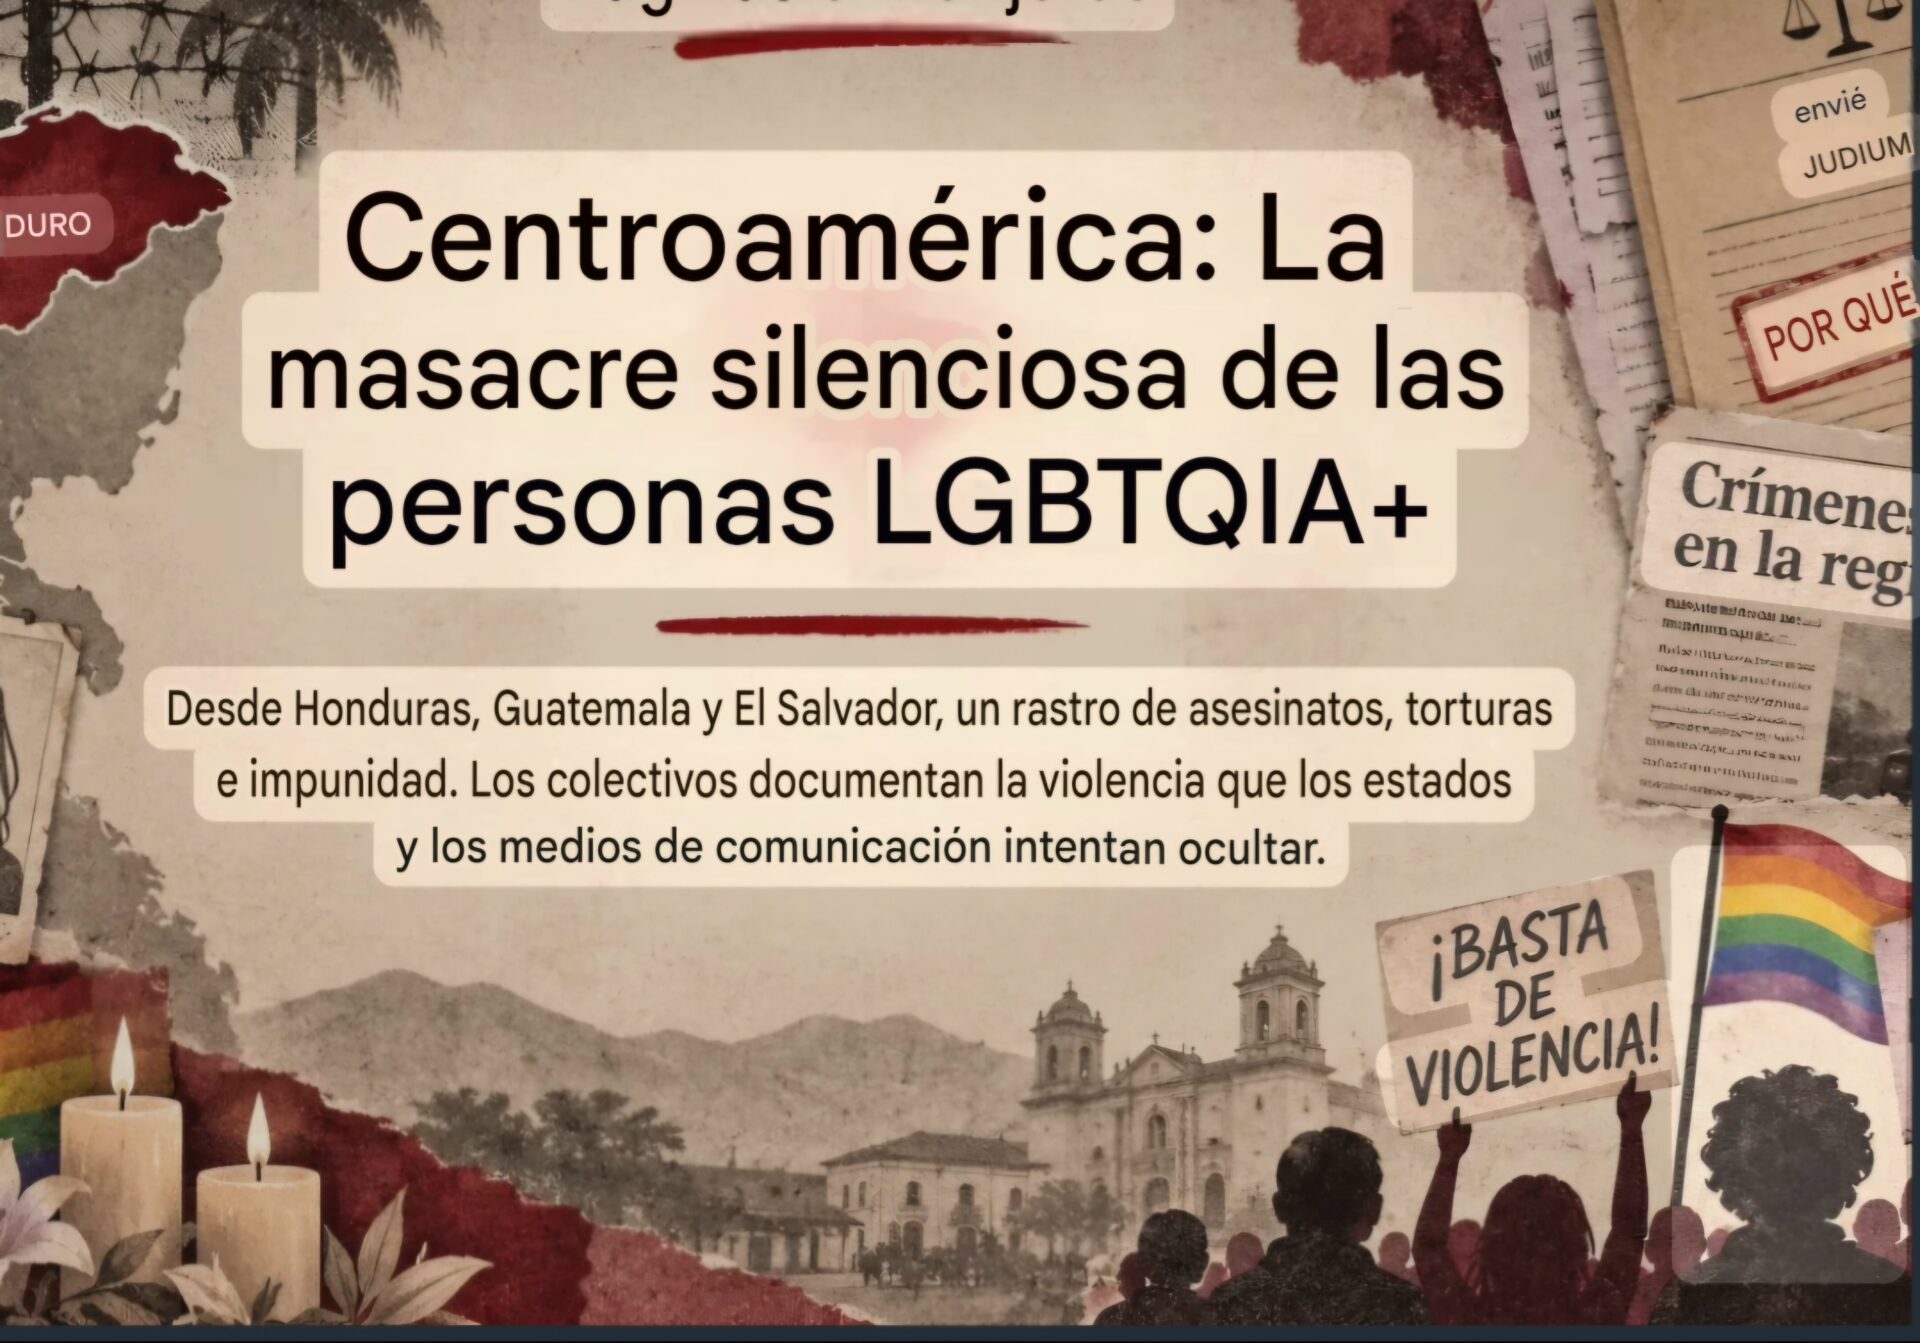 envié
JUDIUM
DURO
Centroamérica: La
masacre silenciosa de las
personas LGBTQIA+
POR QUÉ
Crímenes
en la reg
Desde Honduras, Guatemala y El Salvador, un rastro de asesinatos, torturas
e impunidad. Los colectivos documentan la violencia que los estados
y los medios de comunicación intentan ocultar.
¡BASTA
DE
VIOLENCIA!